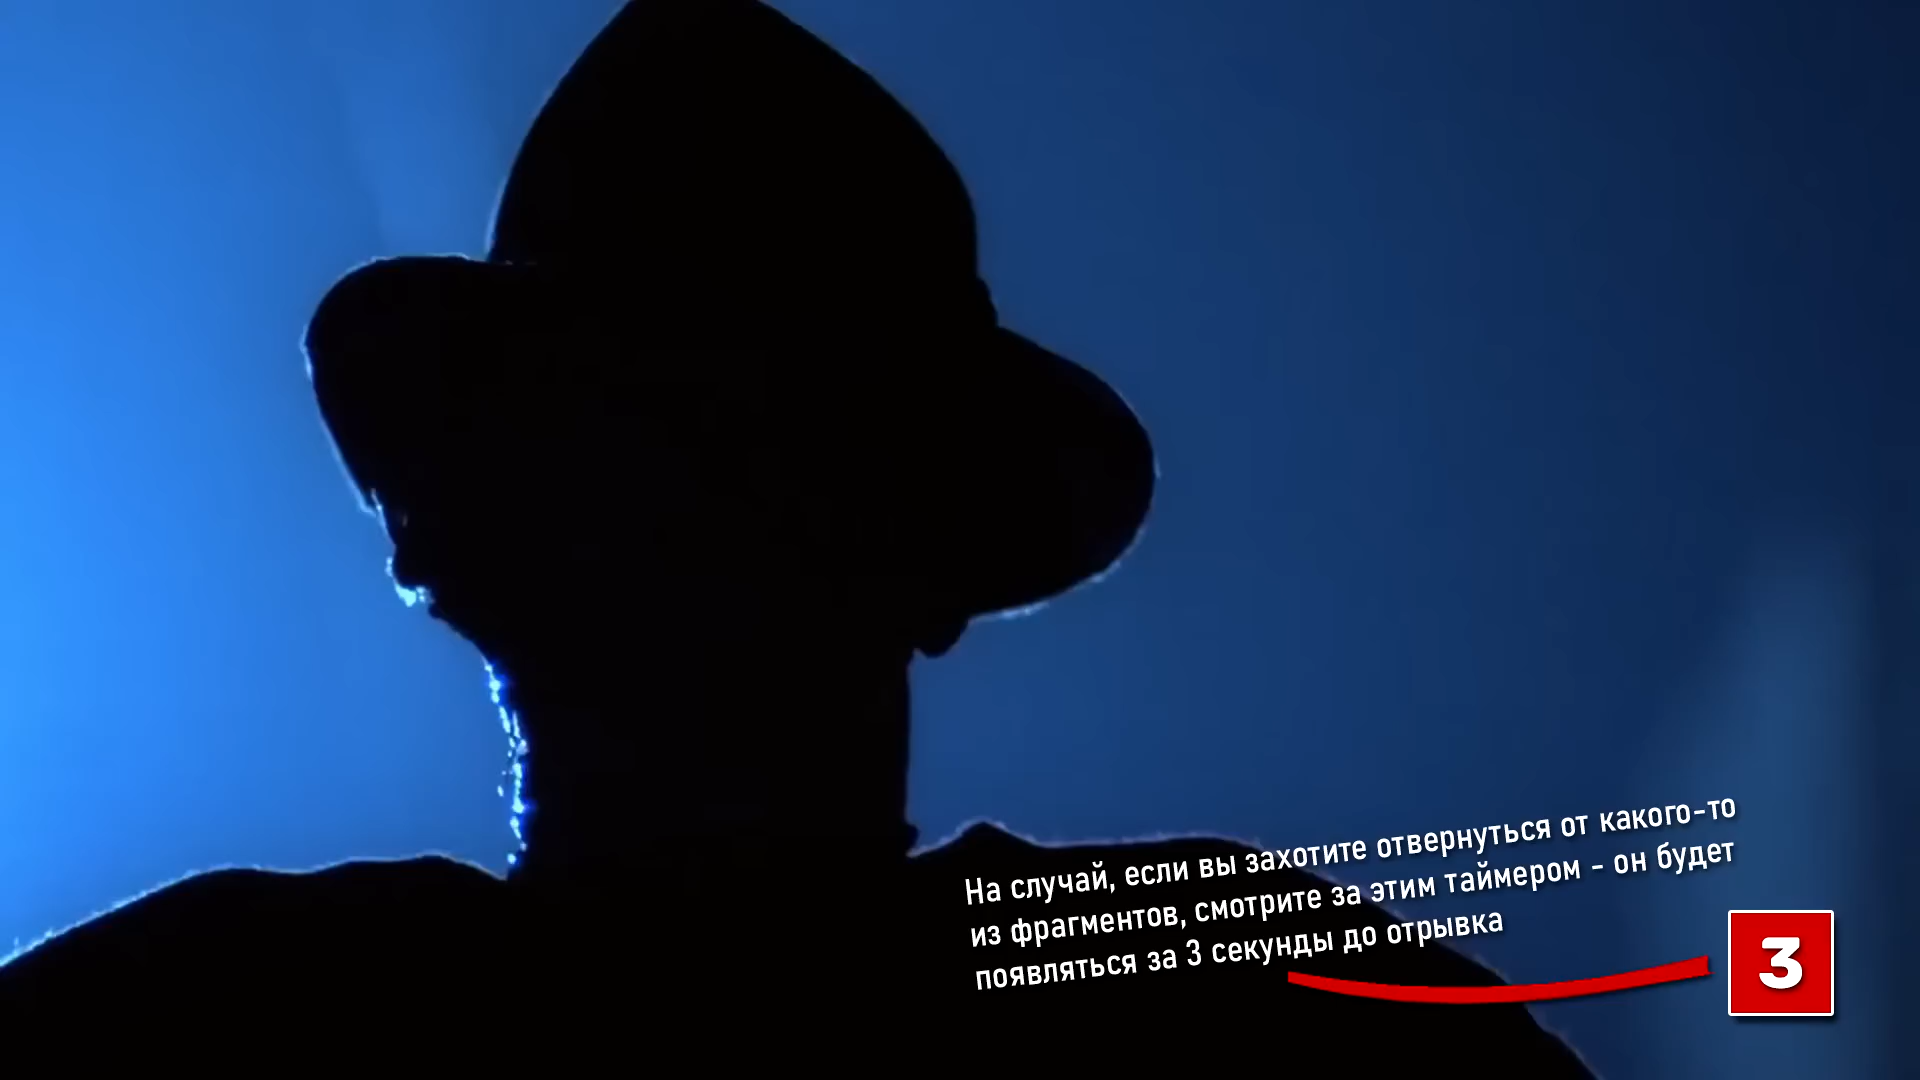 На случай, если вы захотите отвернуться от какого-то
из фрагментов, смотрите за этим таймером - он будет
появляться за 3 секунды до отрывка
3